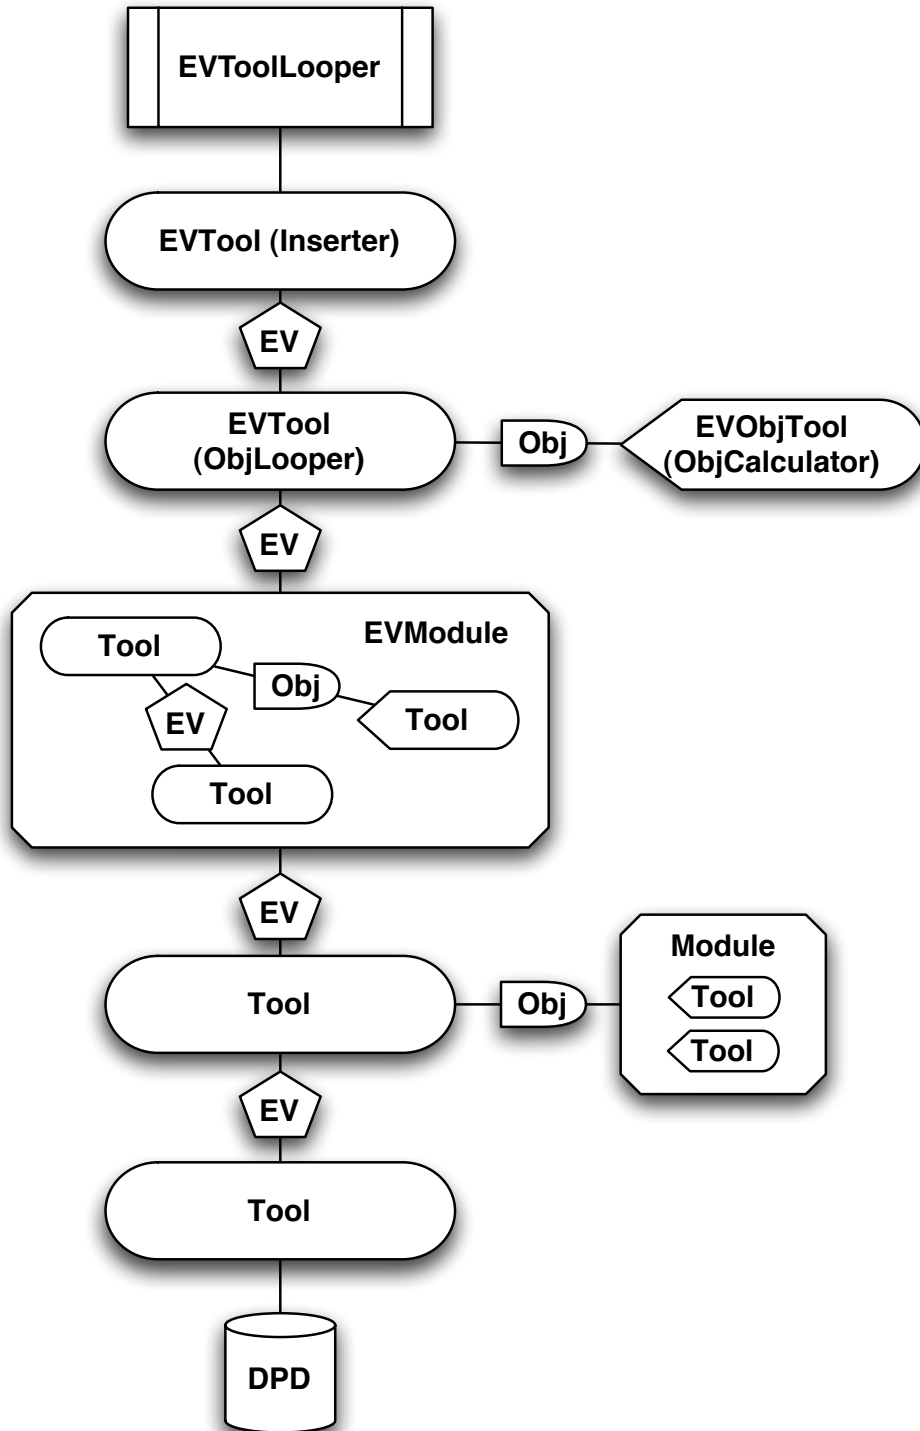 EVToolLooper
EVTool (Inserter)
EV
EVTool
(ObjLooper)
Obj
EVObjTool
(ObjCalculator)
EV
EVModule
Tool
Obj
EV
Tool
Tool
EV
Module
Tool
Obj
Tool
Tool
EV
Tool
DPD